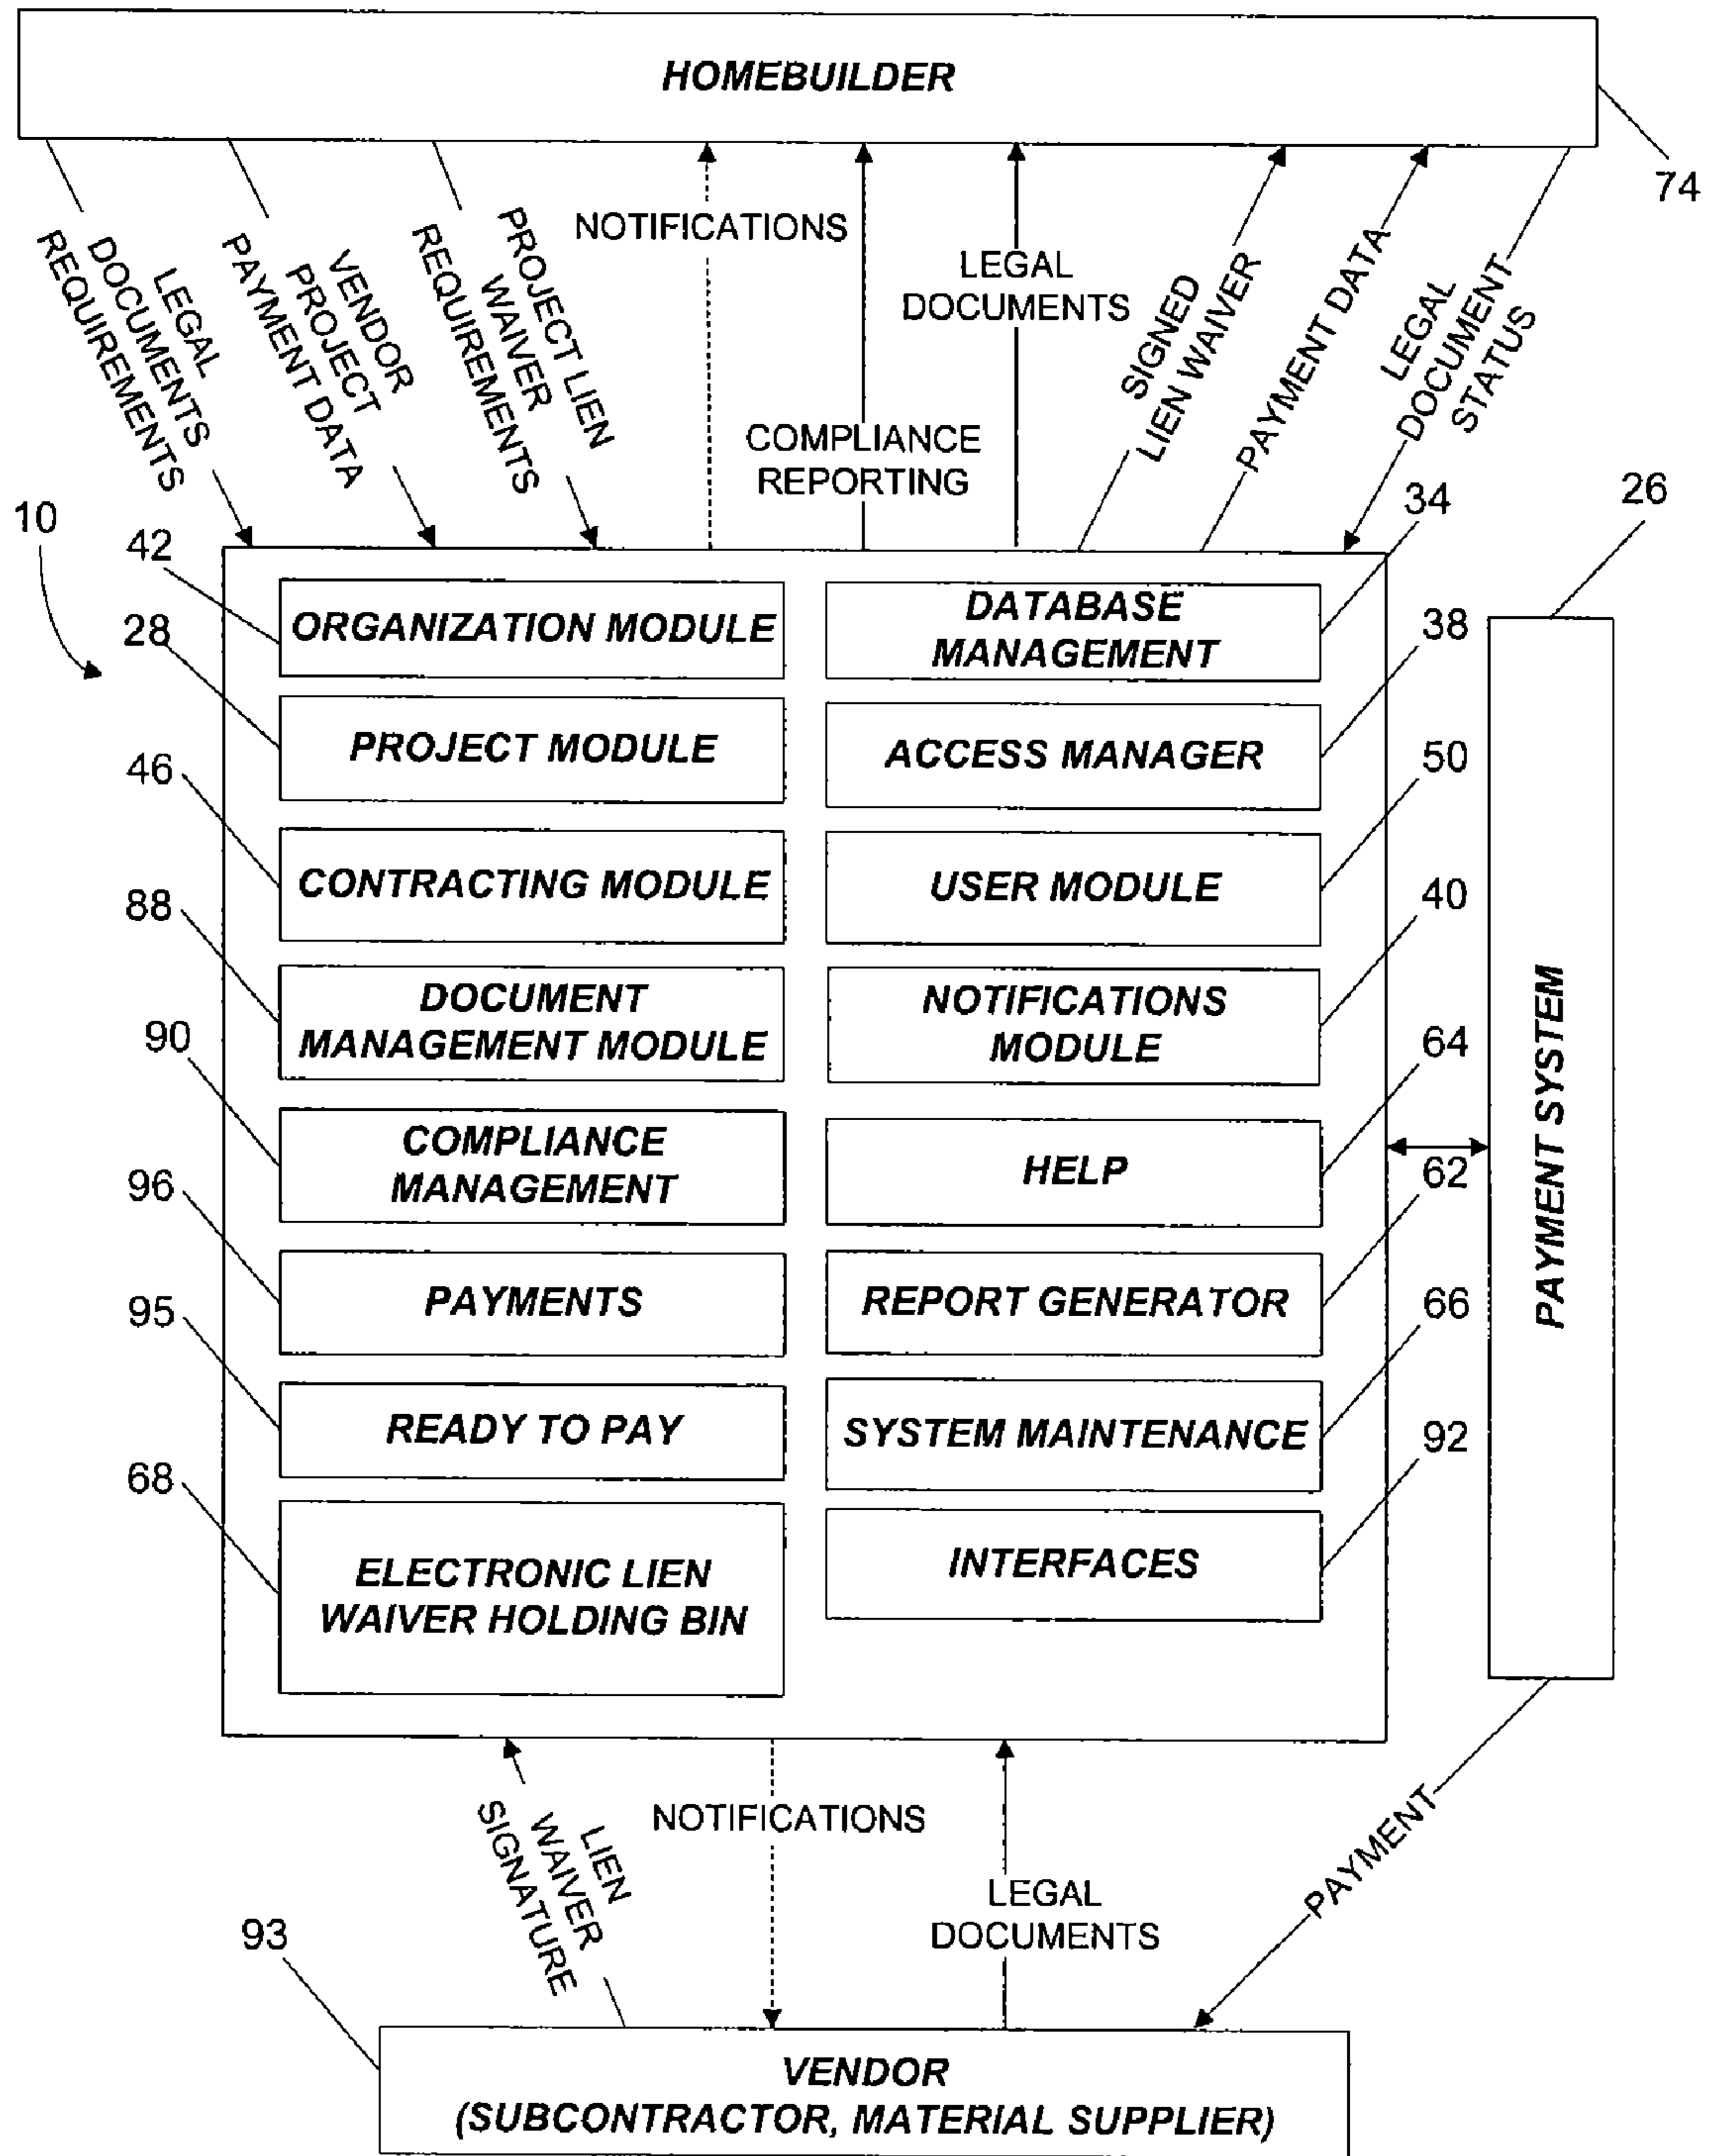 HOMEBUILDER
74
LEGAL
DOCUMENTS
REQUIREMENTS
VENDOR
PROJECT
PAYMENT DATA
PROJECT LIEN
WAIVER
REQUIREMENTS
NOTIFICATIONS
COMPLIANCE
REPORTING
LEGAL
DOCUMENTS
SIGNED
LIEN WAIVER
PAYMENT DATA
LEGAL
DOCUMENT
STATUS
10
42
ORGANIZATION MODULE
28
PROJECT MODULE
46
CONTRACTING MODULE
88
DOCUMENT
MANAGEMENT MODULE
90
COMPLIANCE
MANAGEMENT
96
PAYMENTS
95
READY TO PAY
68
ELECTRONIC LIEN
WAIVER HOLDING BIN
34
DATABASE
MANAGEMENT
38
ACCESS MANAGER
50
USER MODULE
40
NOTIFICATIONS
MODULE
64
HELP
62
REPORT GENERATOR
66
SYSTEM MAINTENANCE
92
INTERFACES
26
PAYMENT SYSTEM
LIEN
WAIVER
SIGNATURE
NOTIFICATIONS
LEGAL
DOCUMENTS
PAYMENT
93
VENDOR
(SUBCONTRACTOR, MATERIAL SUPPLIER)